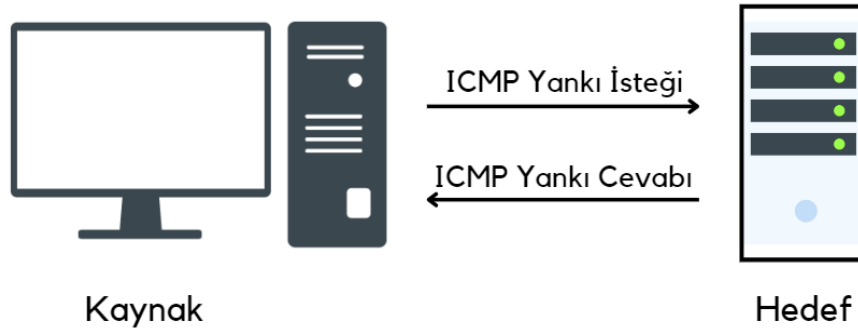 ICMP Yankı İsteği
ICMP Yankı Cevabı
Kaynak
Hedef